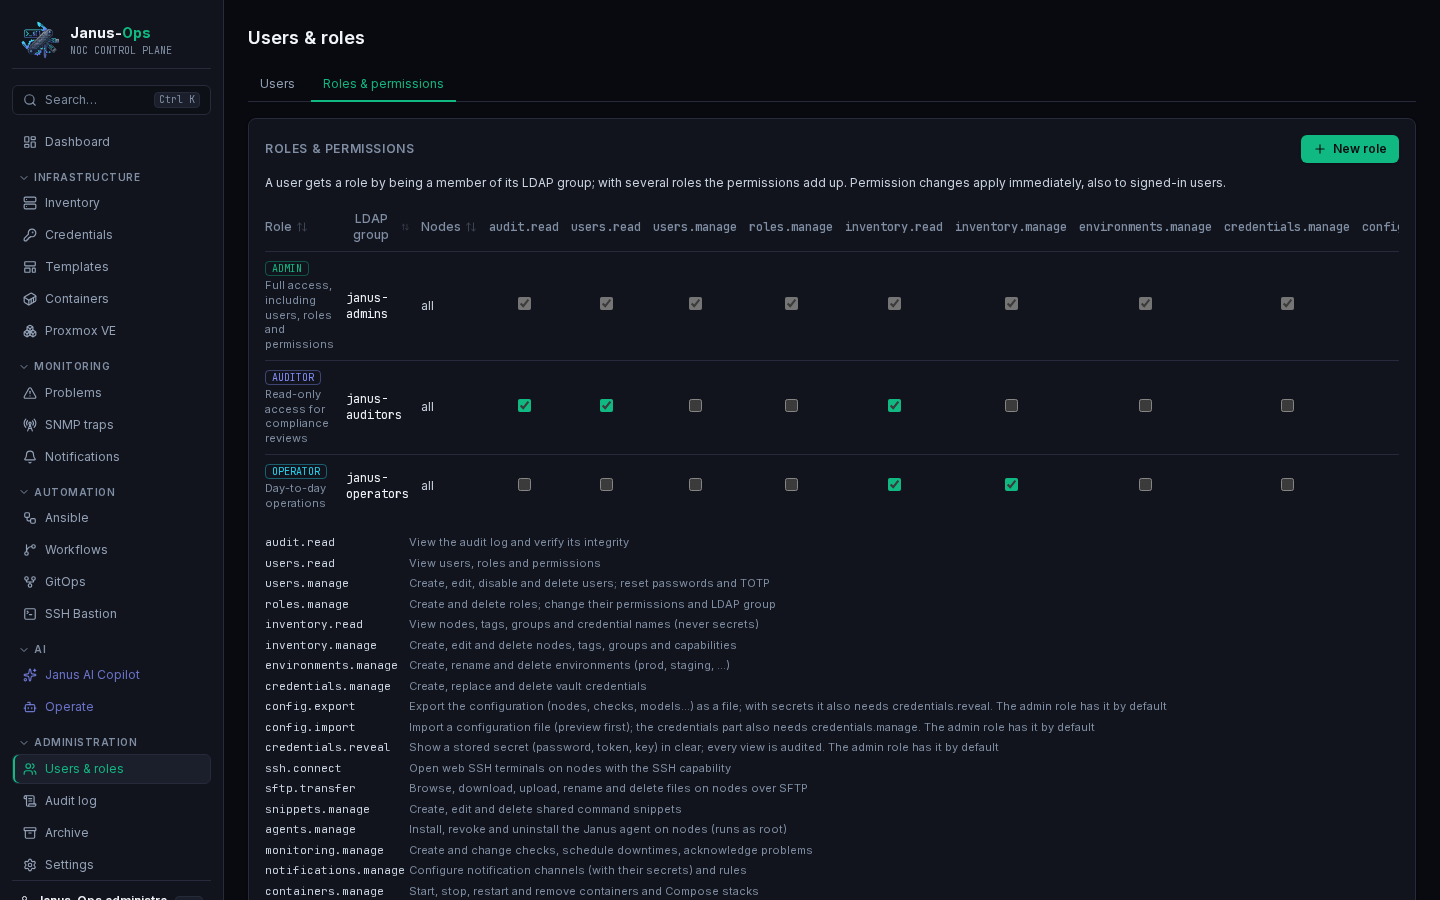 Janus-Ops
NOC CONTROL PLANE
Search...
Ctrl K
Dashboard
INFRASTRUCTURE
Inventory
Credentials
Templates
Containers
Proxmox VE
MONITORING
Problems
SNMP traps
Notifications
AUTOMATION
Ansible
Workflows
GitOps
SSH Bastion
AI
Janus AI Copilot
Operate
ADMINISTRATION
Users & roles
Audit log
Archive
Settings
Janus-Ops administra
Users & roles
Users
Roles & permissions
ROLES & PERMISSIONS
New role
A user gets a role by being a member of its LDAP group; with several roles the permissions add up. Permission changes apply immediately, also to signed-in users.
Role LDAP group Nodes audit.read users.read users.manage roles.manage inventory.read inventory.manage environments.manage credentials.manage
ADMIN
Full access,
including
users, roles
and
permissions
janus-
admins
all
AUDITOR
Read-only
access for
compliance
reviews
janus-
auditors
all
OPERATOR
Day-to-day
operations
janus-
operators
all
audit.read View the audit log and verify its integrity
users.read View users, roles and permissions
users.manage Create, edit, disable and delete users; reset passwords and TOTP
roles.manage Create and delete roles; change their permissions and LDAP group
inventory.read View nodes, tags, groups and credential names (never secrets)
inventory.manage Create, edit and delete nodes, tags, groups and capabilities
environments.manage Create, rename and delete environments (prod, staging, ...)
credentials.manage Create, replace and delete vault credentials
config.export Export the configuration (nodes, checks, models...) as a file; with secrets it also needs credentials.reveal. The admin role has it by default
config.import Import a configuration file (preview first); the credentials part also needs credentials.manage. The admin role has it by default
credentials.reveal Show a stored secret (password, token, key) in clear; every view is audited. The admin role has it by default
ssh.connect Open web SSH terminals on nodes with the SSH capability
sftp.transfer Browse, download, upload, rename and delete files on nodes over SFTP
snippets.manage Create, edit and delete shared command snippets
agents.manage Install, revoke and uninstall the Janus agent on nodes (runs as root)
monitoring.manage Create and change checks, schedule downtimes, acknowledge problems
notifications.manage Configure notification channels (with their secrets) and rules
containers.manage Start, stop, restart and remove containers and Compose stacks